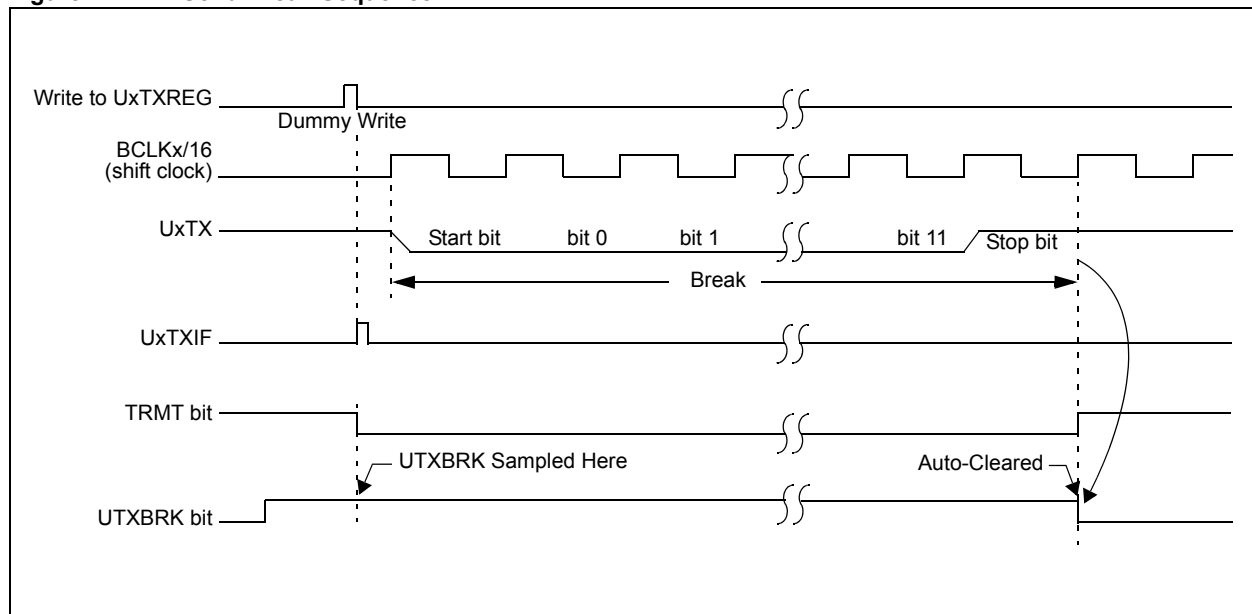 Write to UxTXREG
Dummy Write
BCLKx/16
(shift clock)
UxTX
Start bit bit 0 bit 1 bit 11 Stop bit
Break
UxTXIF
TRMT bit
UTXBRK Sampled Here Auto-Cleared
UTXBRK bit